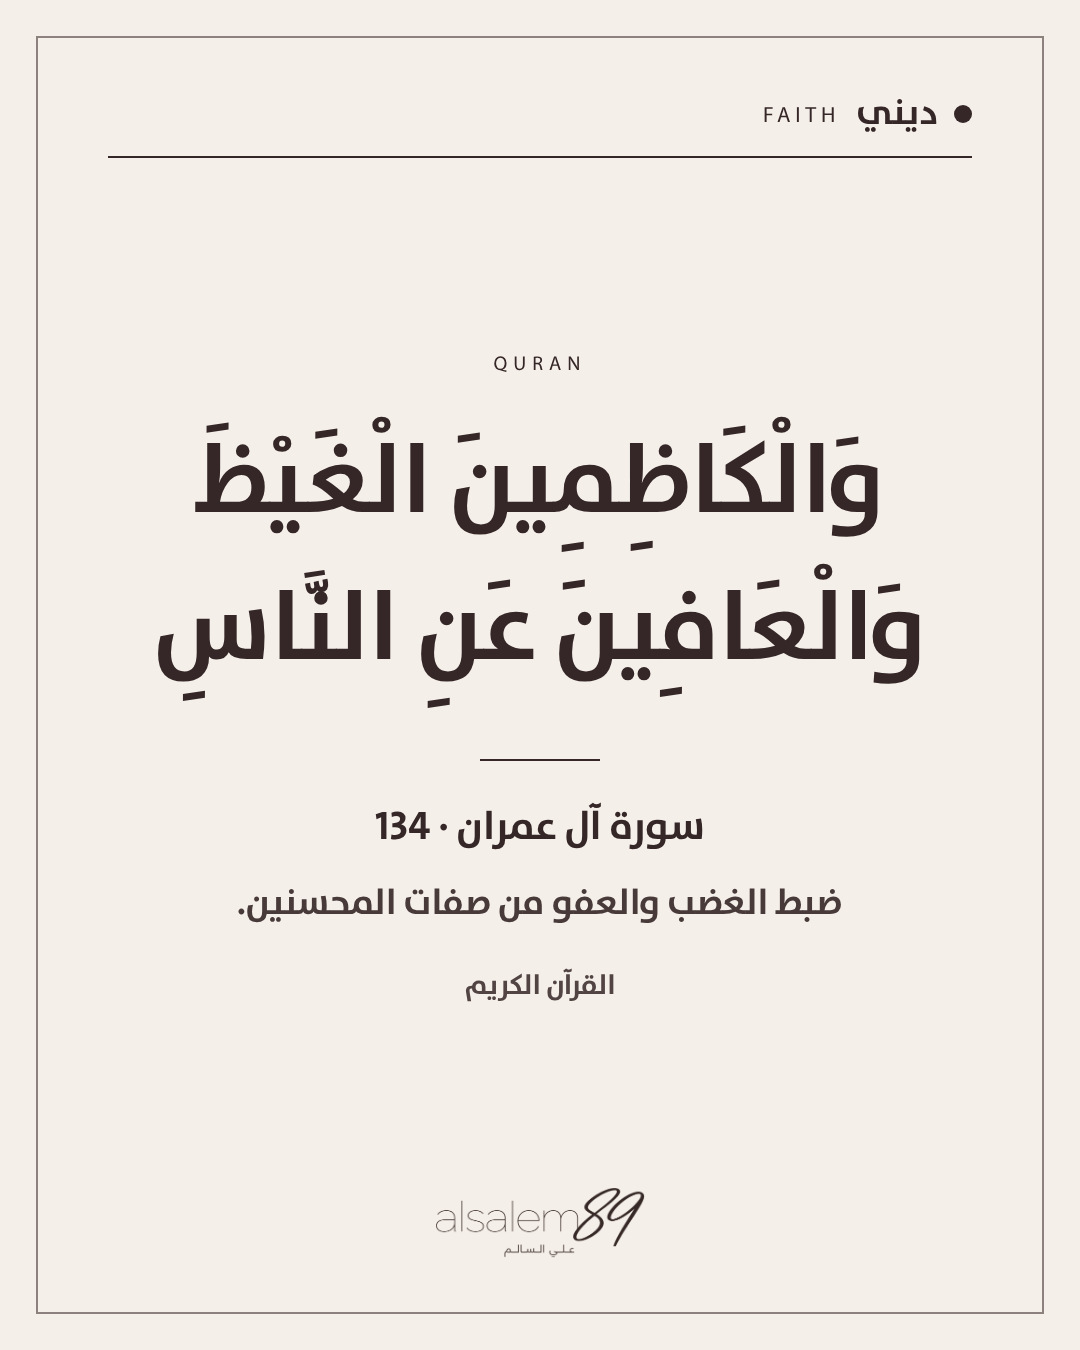 ديني FAITH
QURAN
وَالْكَاظِمِينَ الْغَيْظَ
وَالْعَافِينَ عَنِ النَّاسِ
سورة آل عمران · 134
ضبط الغضب والعفو من صفات المحسنين.
القرآن الكريم
alsalem89
علي السالم